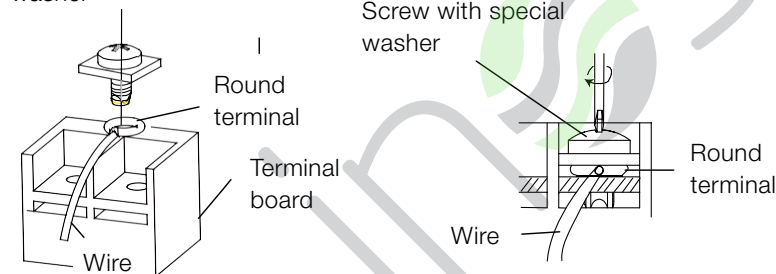 washer
Round
terminal
Terminal
board
Wire
Screw with special
washer
Round
terminal
Wire